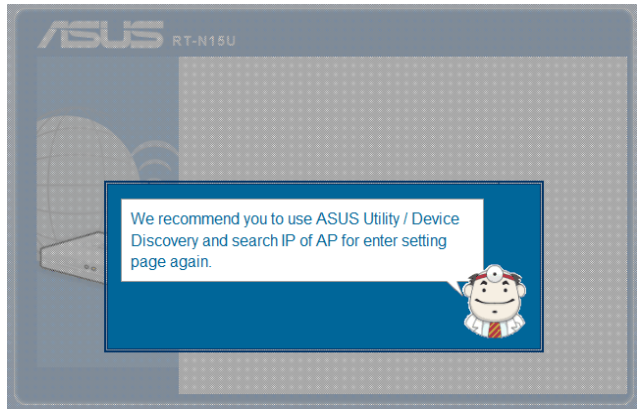 ASUS RT-N15U
We recommend you to use ASUS Utility / Device
Discovery and search IP of AP for enter setting
page again.